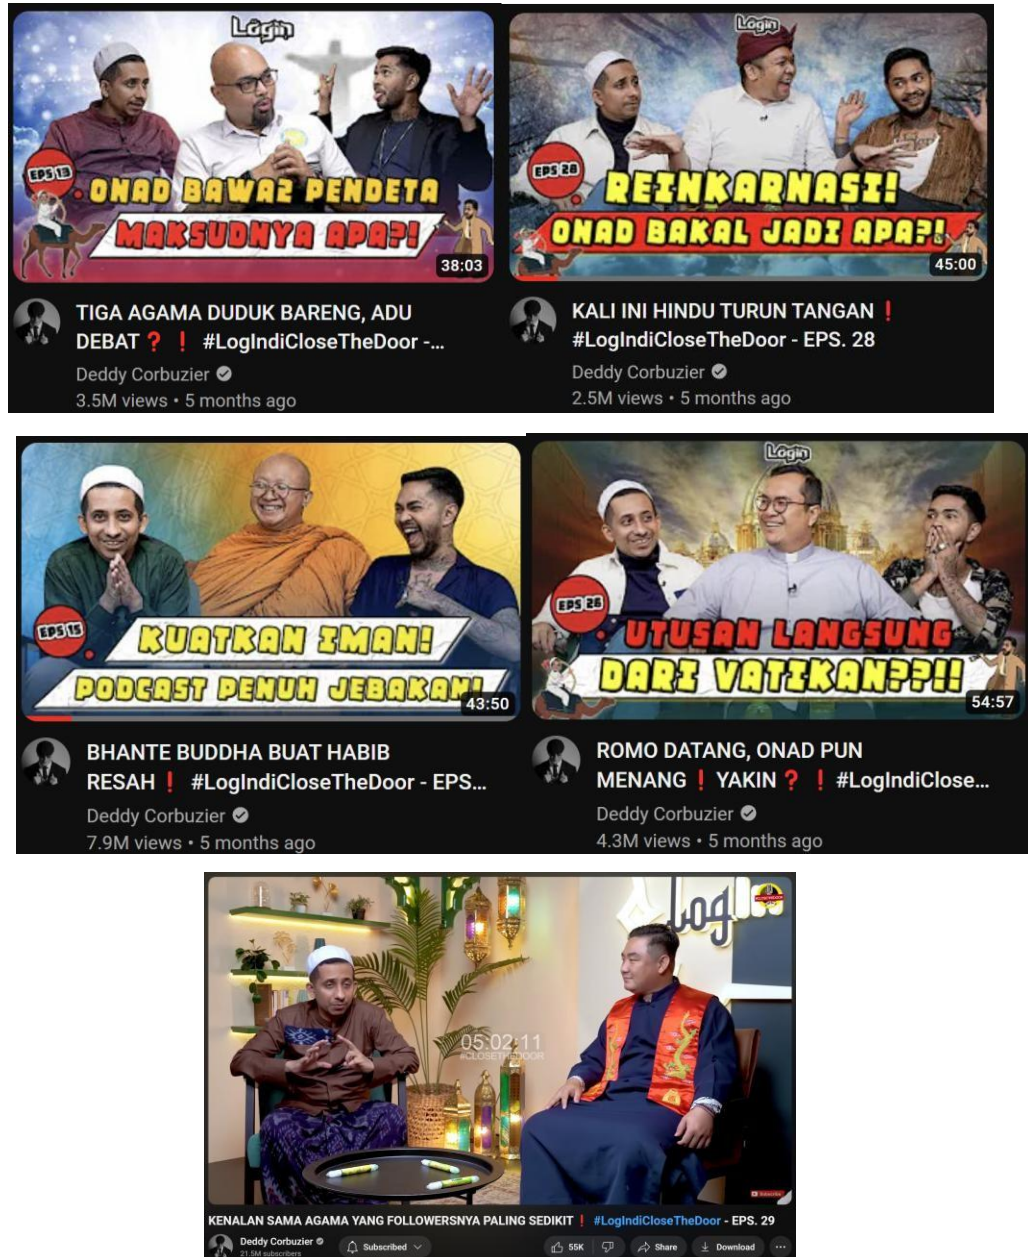 Login
EPS 13
ONAD BAWA2 PENDETA
MAKSUDNYA APA?!
38:03
TIGA AGAMA DUDUK BARENG, ADU
DEBAT❓❗ #LogIndiCloseTheDoor -...
Deddy Corbuzier
3.5M views • 5 months ago
Login
EPS 28
REINKARNASI!
ONAD BAKAL JADI APA?!
45:00
KALI INI HINDU TURUN TANGAN❗
#LogIndiCloseTheDoor - EPS. 28
Deddy Corbuzier
2.5M views • 5 months ago
EPS 15
KUATKAN IMAN!
PODCAST PENUH JEBAKAN!
43:50
BHANTE BUDDHA BUAT HABIB
RESAH❗ #LogIndiCloseTheDoor - EPS...
Deddy Corbuzier
7.9M views • 5 months ago
Login
EPS 26
UTUSAN LANGSUNG
DARI VATIKAN??!!
54:57
ROMO DATANG, ONAD PUN
MENANG❗YAKIN❓❗#LogIndiClose...
Deddy Corbuzier
4.3M views • 5 months ago
LogIn
05:02:11
#CLOSETHEDOOR
Subscribe
KENALAN SAMA AGAMA YANG FOLLOWERSNYA PALING SEDIKIT❗ #LogIndiCloseTheDoor - EPS. 29
Deddy Corbuzier
21.5M subscribers
Subscribed
55K
Share
Download